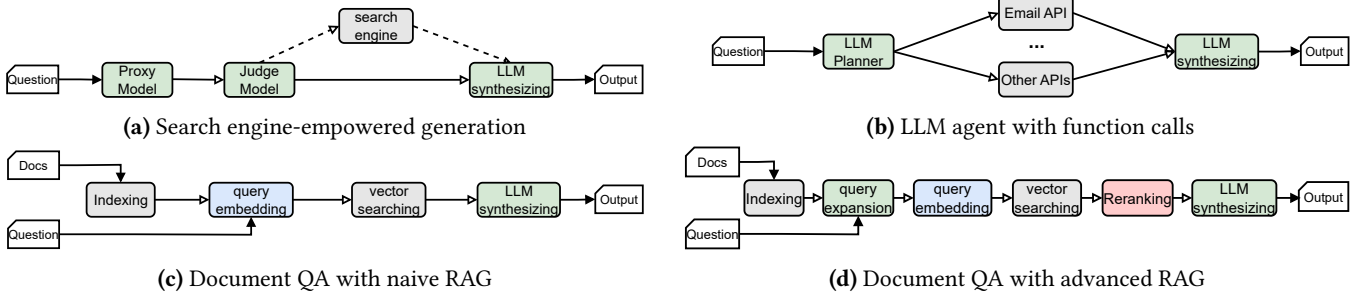 search
engine
Question
Proxy
Model
Judge
Model
LLM
synthesizing
Output
(a) Search engine-empowered generation
Email API
Question
LLM
Planner
...
Other APIs
LLM
synthesizing
Output
(b) LLM agent with function calls
Docs
Indexing
query
embedding
vector
searching
LLM
synthesizing
Output
Question
(c) Document QA with naive RAG
Docs
Indexing
query
expansion
query
embedding
vector
searching
Reranking
LLM
synthesizing
Output
Question
(d) Document QA with advanced RAG